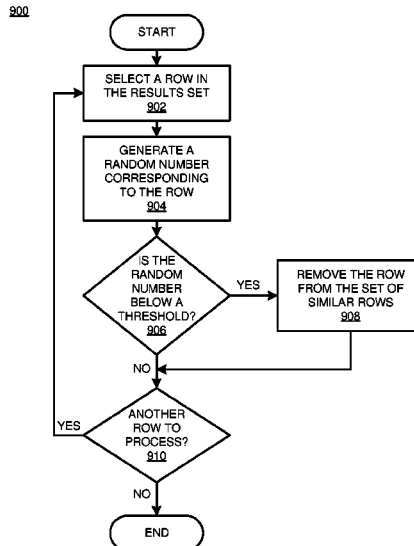 900
START
SELECT A ROW IN
THE RESULTS SET
902
GENERATE A
RANDOM NUMBER
CORRESPONDING
TO THE ROW
904
IS THE
RANDOM
NUMBER
BELOW A
THRESHOLD?
906
YES
REMOVE THE ROW
FROM THE SET OF
SIMILAR ROWS
908
NO
ANOTHER
ROW TO
PROCESS?
910
YES
NO
END